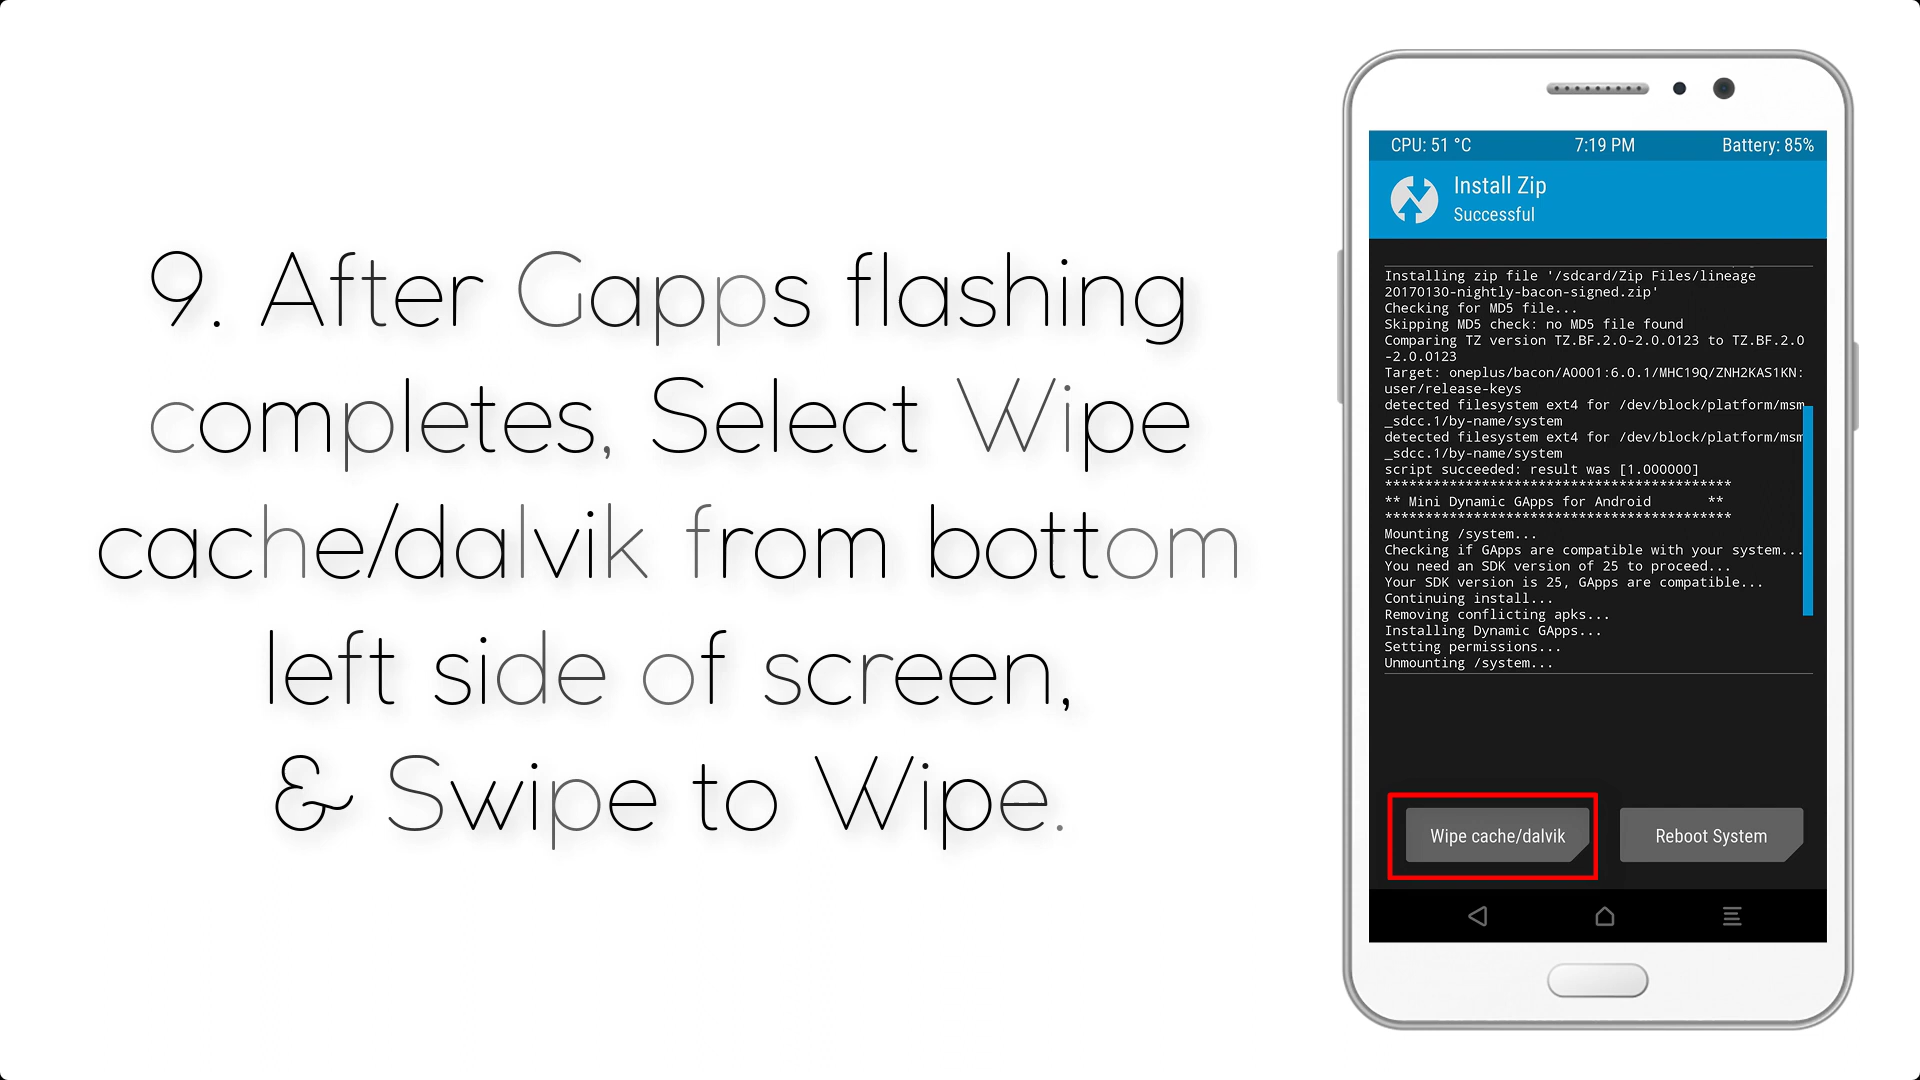 9. After Gapps flashing
completes, Select Wipe
cache/dalvik from bottom
left side of screen,
& Swipe to Wipe.
CPU: 51 °C 7:19 PM Battery: 85%
Install Zip
Successful
Installing zip file '/sdcard/Zip Files/lineage
20170130-nightly-bacon-signed.zip'
Checking for MD5 file...
Skipping MD5 check: no MD5 file found
Comparing TZ version TZ.BF.2.0-2.0.0123 to TZ.BF.2.0
-2.0.0123
Target: oneplus/bacon/A0001:6.0.1/MHC19Q/ZNH2KAS1KN:
user/release-keys
detected filesystem ext4 for /dev/block/platform/msm
_sdcc.1/by-name/system
detected filesystem ext4 for /dev/block/platform/msm
_sdcc.1/by-name/system
script succeeded: result was [1.000000]
******************************************
** Mini Dynamic GApps for Android **
******************************************
Mounting /system...
Checking if GApps are compatible with your system...
You need an SDK version of 25 to proceed...
Your SDK version is 25, GApps are compatible...
Continuing install...
Removing conflicting apks...
Installing Dynamic GApps...
Setting permissions...
Unmounting /system...
Wipe cache/dalvik Reboot System